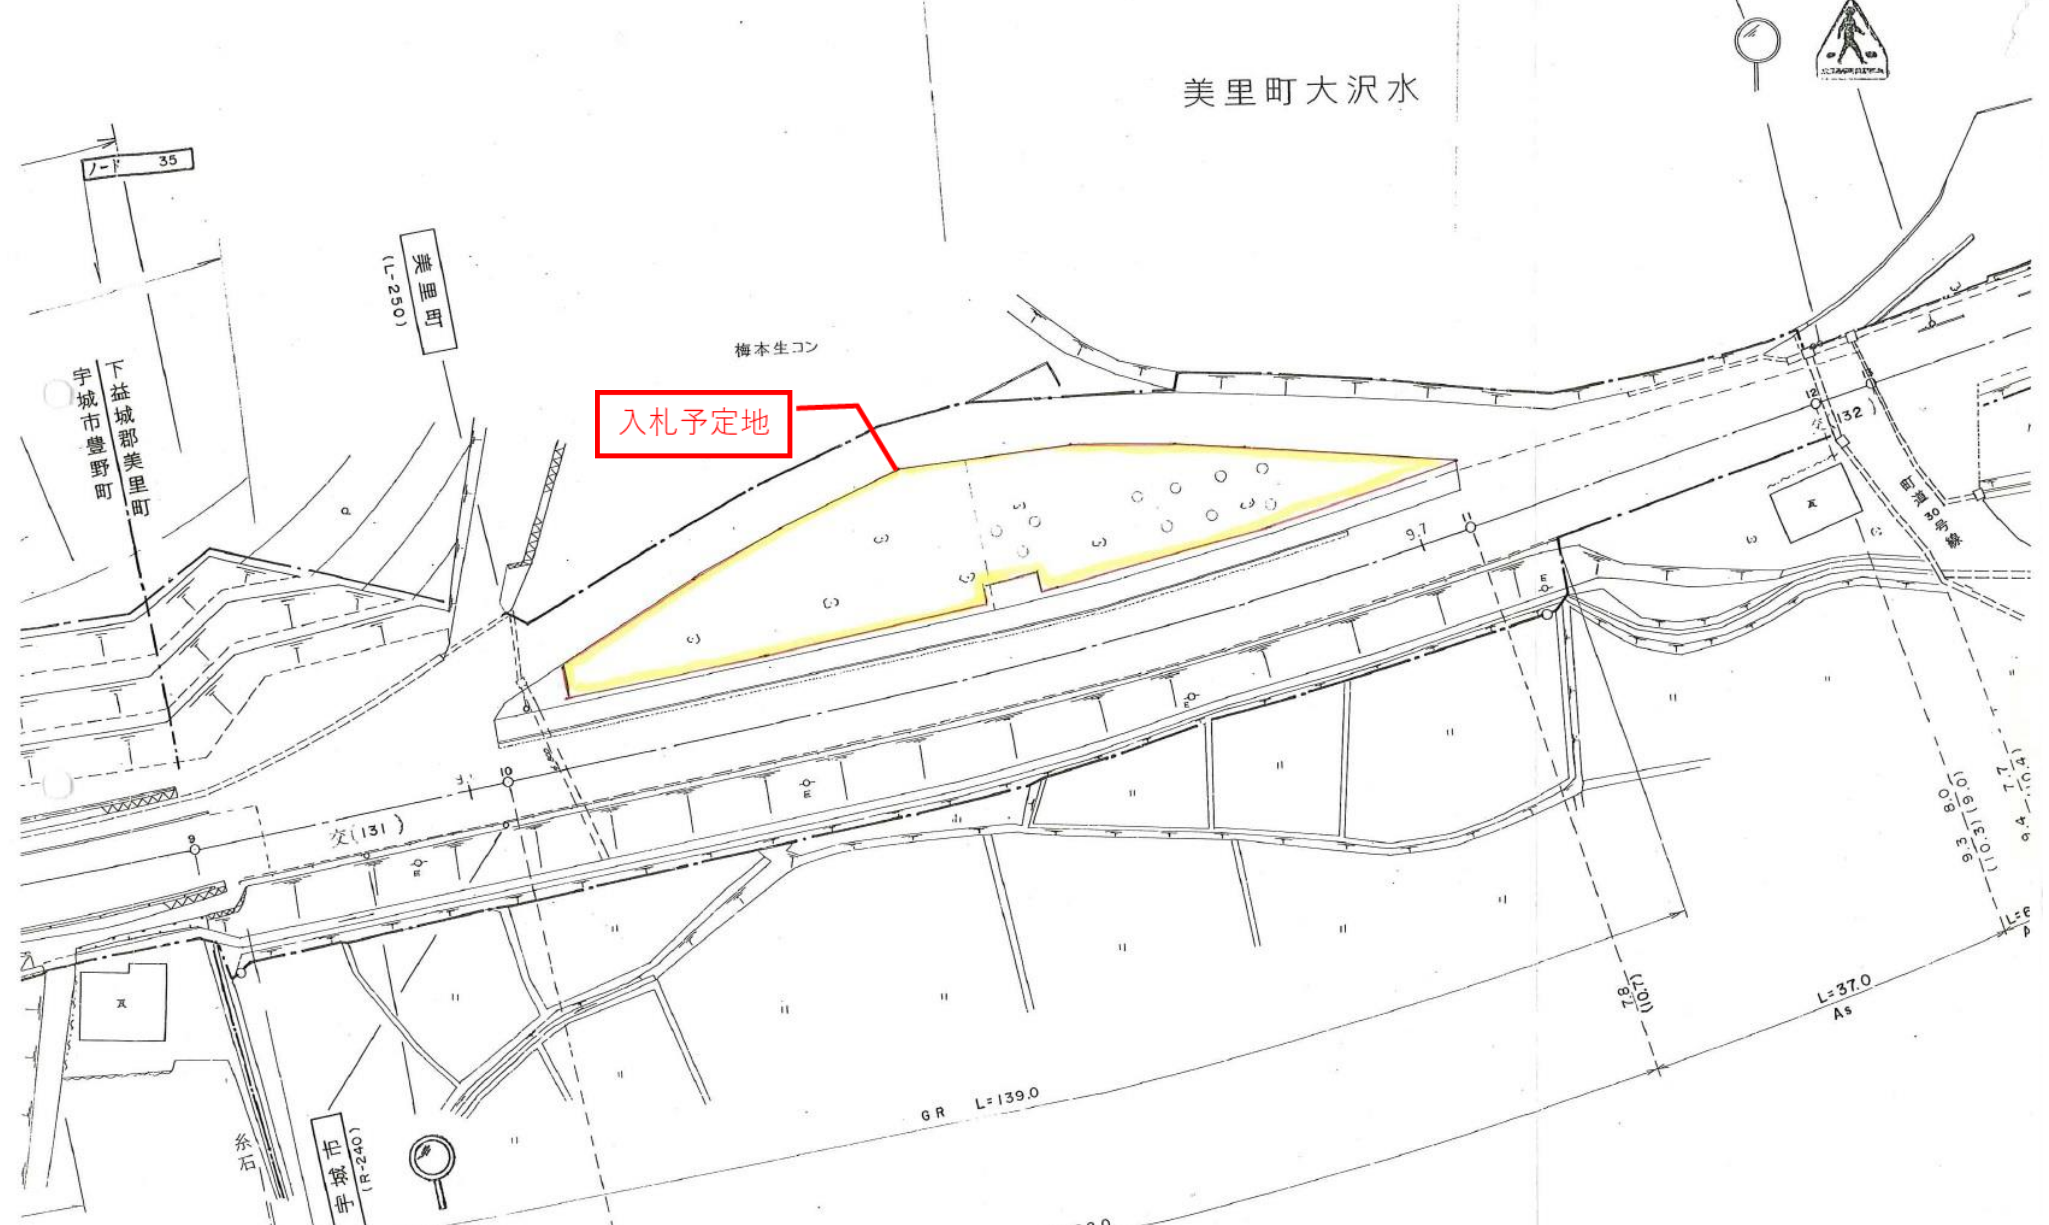 美里町大沢水
ノード 35
美里町
(L-250)
梅本生コン
入札予定地
下益城郡美里町
宇城市豊野町
12
13
交(132)
町道30号線
9.7
11
10
9
交(131)
E
E
E
E
8.0
9.3(9.0)
(10.3)
7.7
9.4
(10.4)
7.8
(10.7)
L=37.0
As
GR L=139.0
糸石
宇城市
(R-240)